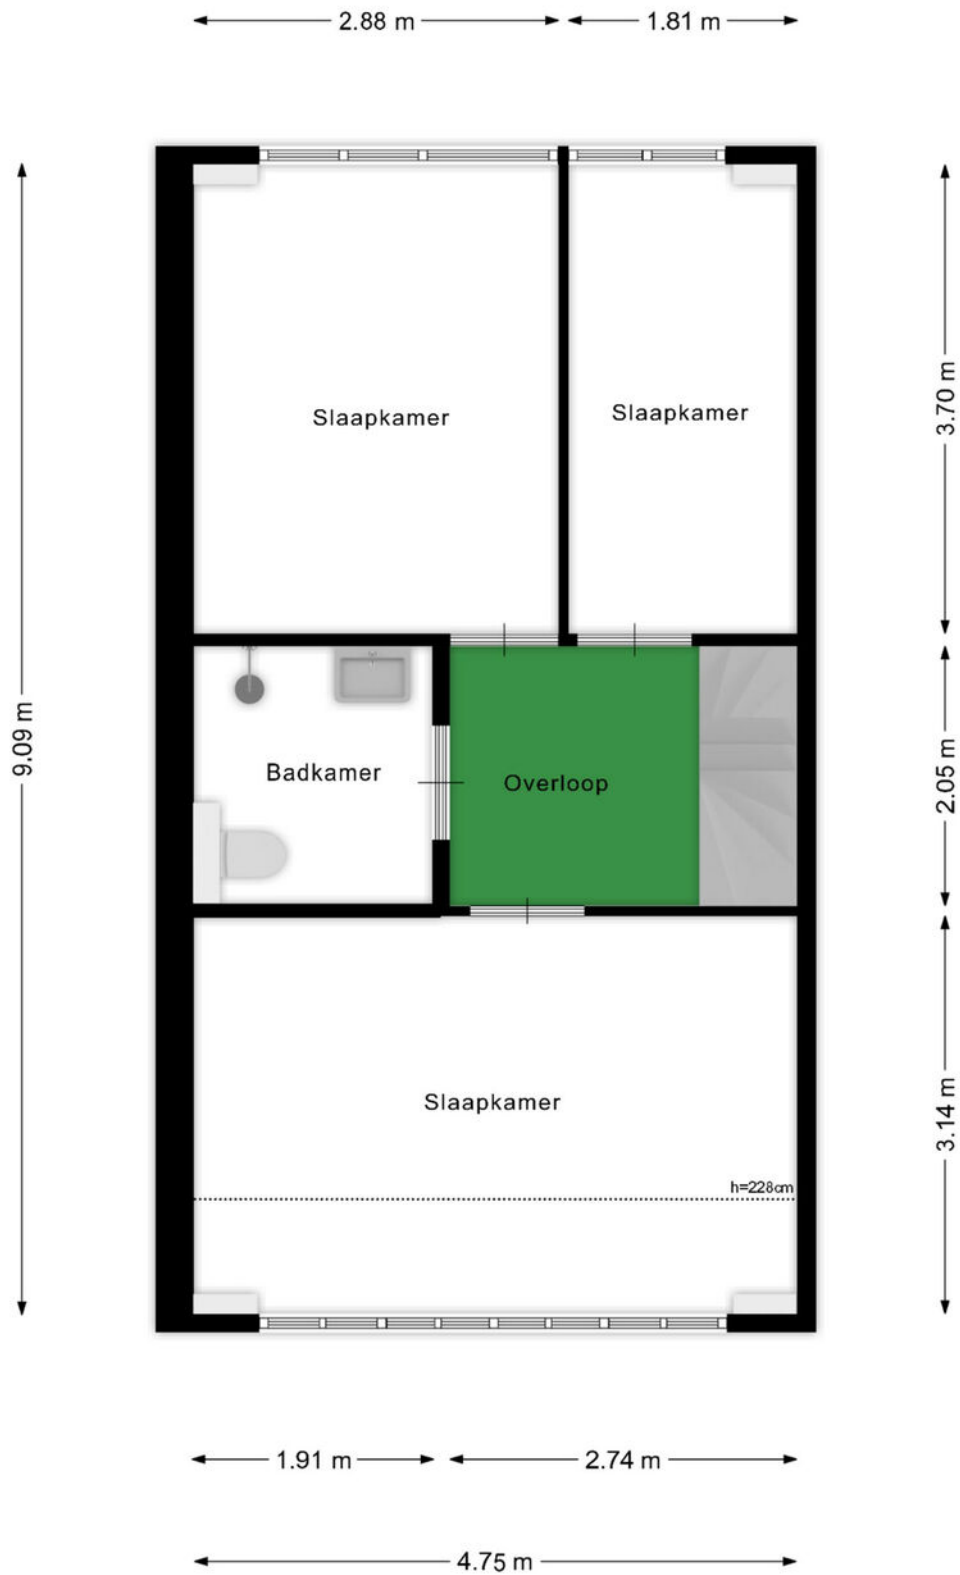 2.88 m
1.81 m
Slaapkamer
Slaapkamer
3.70 m
9.09 m
2.05 m
Badkamer
Overloop
Slaapkamer
3.14 m
h=228cm
1.91 m
2.74 m
4.75 m